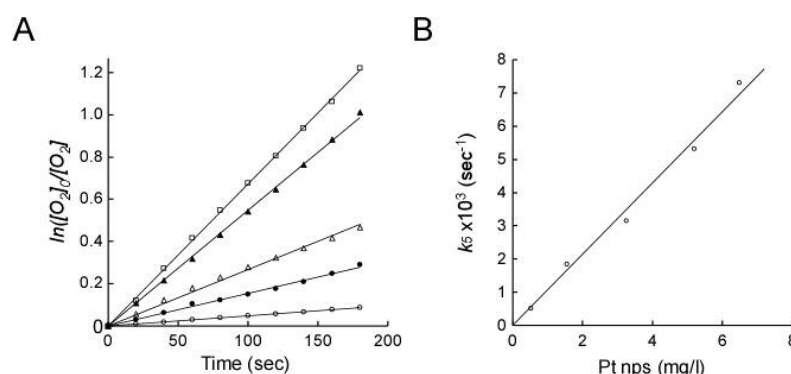 A
ln([O2]0/[O2]
1.2
1.0
0.8
0.6
0.4
0.2
0
0 50 100 150 200
Time (sec)
B
k5 x10³ (sec⁻¹)
8
7
6
5
4
3
2
1
0
0 2 4 6 8
Pt nps (mg/l)